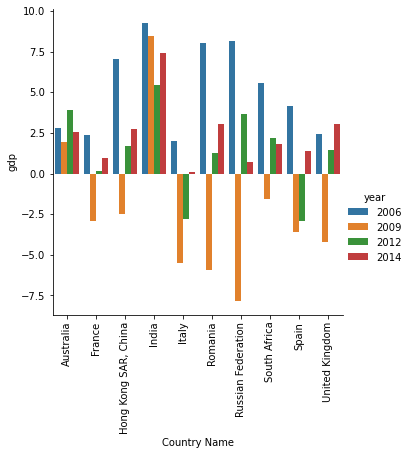 10.0
7.5
5.0
2.5
0.0
−2.5
−5.0
−7.5
gdp
Australia
France
Hong Kong SAR, China
India
Italy
Romania
Russian Federation
South Africa
Spain
United Kingdom
Country Name
year
2006
2009
2012
2014